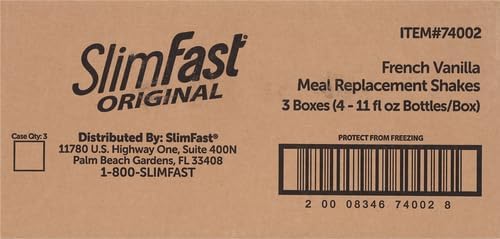 SlimFast®
ORIGINAL
ITEM#74002
French Vanilla
Meal Replacement Shakes
3 Boxes (4 - 11 fl oz Bottles/Box)
Case Qty: 3
Distributed By: SlimFast®
11780 U.S. Highway One, Suite 400N
Palm Beach Gardens, FL 33408
1-800-SLIMFAST
PROTECT FROM FREEZING
2 00 08346 74002 8